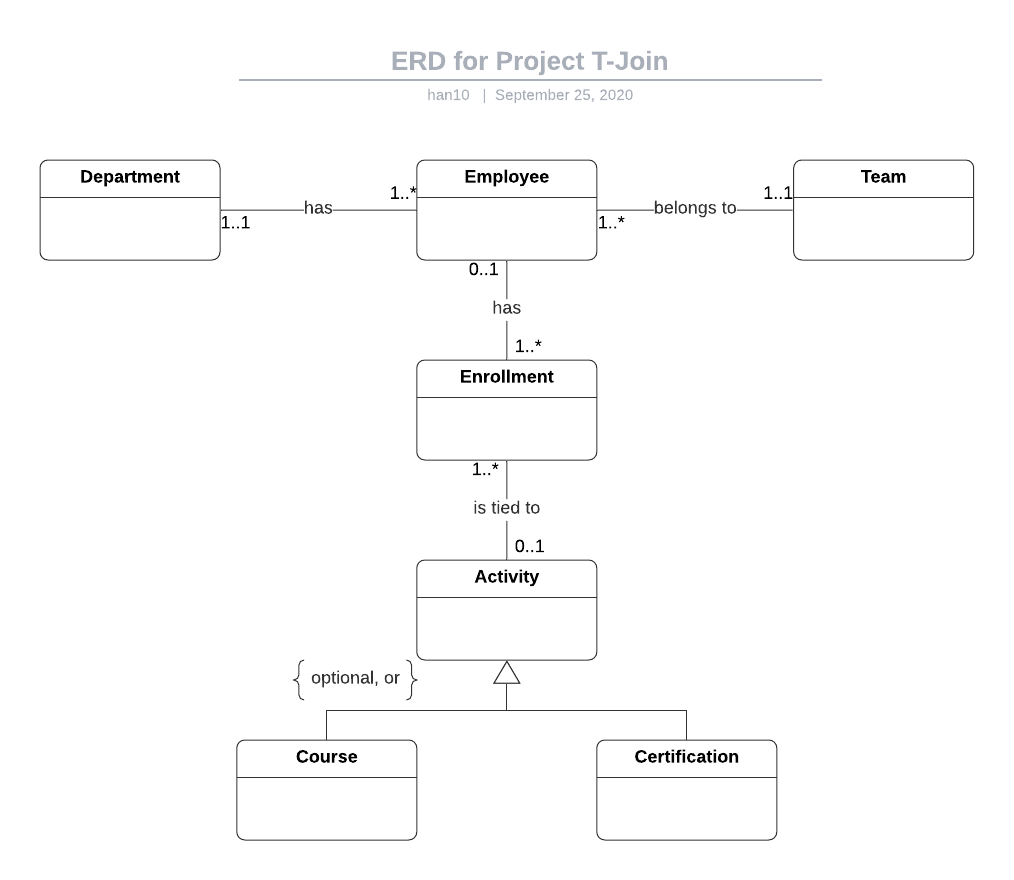 ERD for Project T-Join
han10 | September 25, 2020
Department
Employee
Team
1..*
1..1
has
belongs to
1..1
1..*
0..1
has
1..*
Enrollment
1..*
is tied to
0..1
Activity
{ optional, or }
Course
Certification